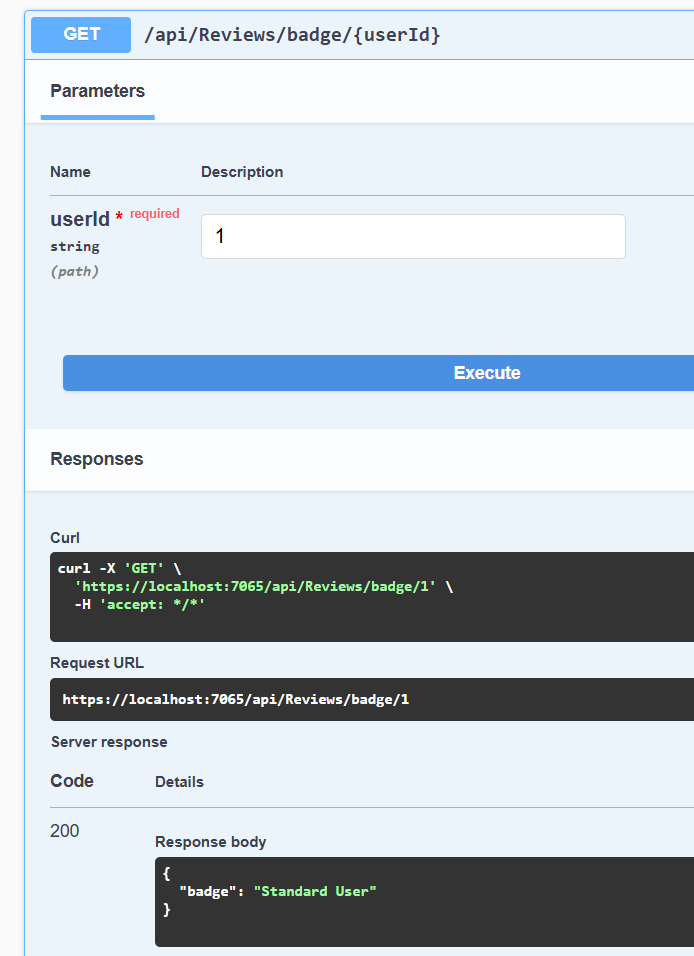 GET /api/Reviews/badge/{userId}
Parameters
Name Description
userId * required
string
(path)
1
Execute
Responses
Curl
curl -X 'GET' \
'https://localhost:7065/api/Reviews/badge/1' \
-H 'accept: */*'
Request URL
https://localhost:7065/api/Reviews/badge/1
Server response
Code Details
200
Response body
{
"badge": "Standard User"
}